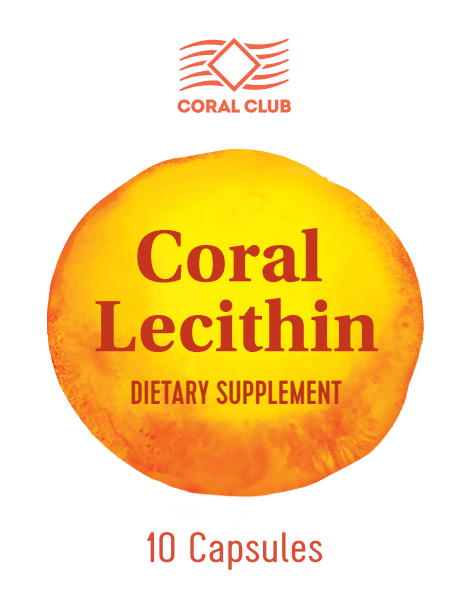 CORAL CLUB
Coral
Lecithin
DIETARY SUPPLEMENT
10 Capsules